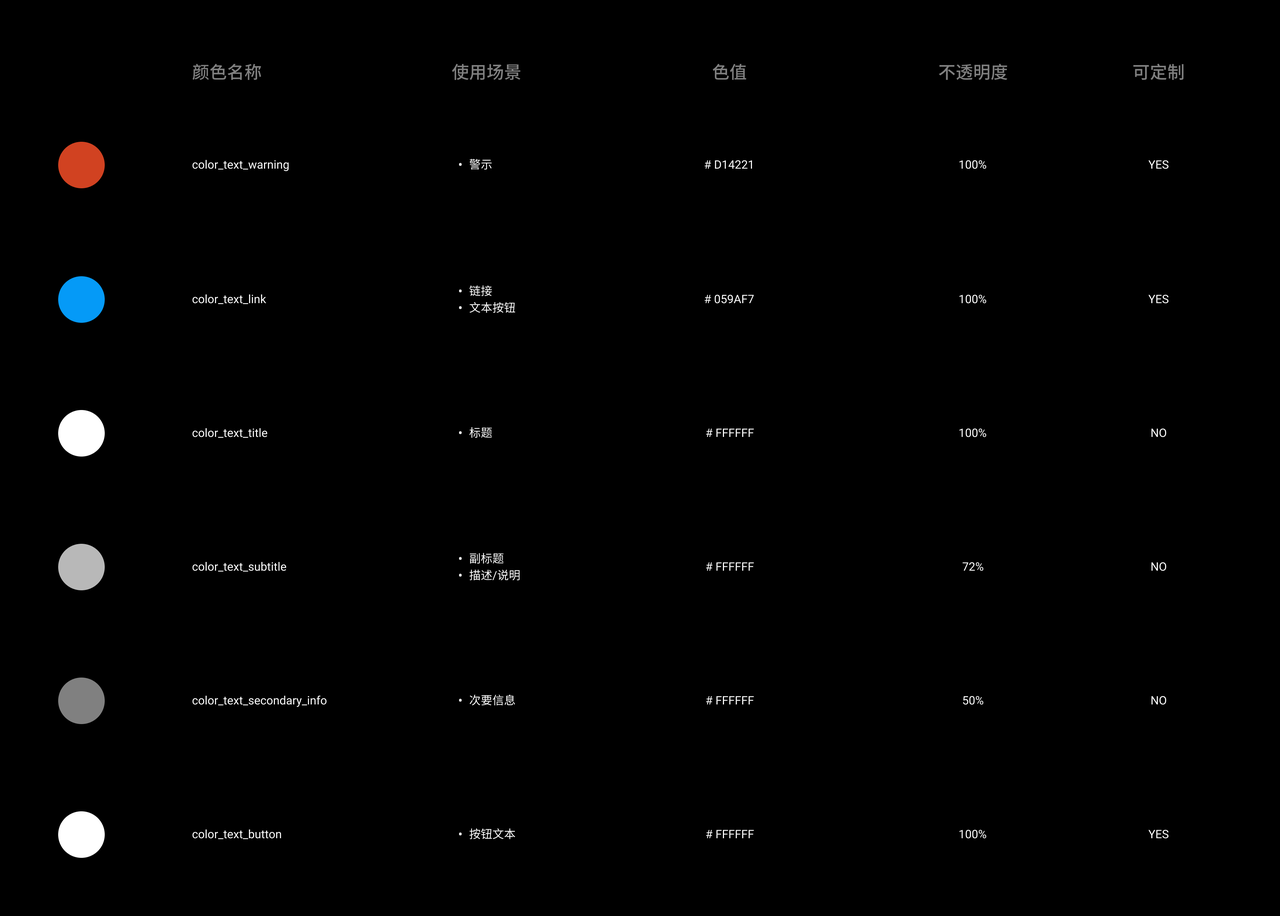 颜色名称 使用场景 色值 不透明度 可定制
color_text_warning • 警示 # D14221 100% YES
color_text_link • 链接 # 059AF7 100% YES
• 文本按钮
color_text_title • 标题 # FFFFFF 100% NO
color_text_subtitle • 副标题 # FFFFFF 72% NO
• 描述/说明
color_text_secondary_info • 次要信息 # FFFFFF 50% NO
color_text_button • 按钮文本 # FFFFFF 100% YES